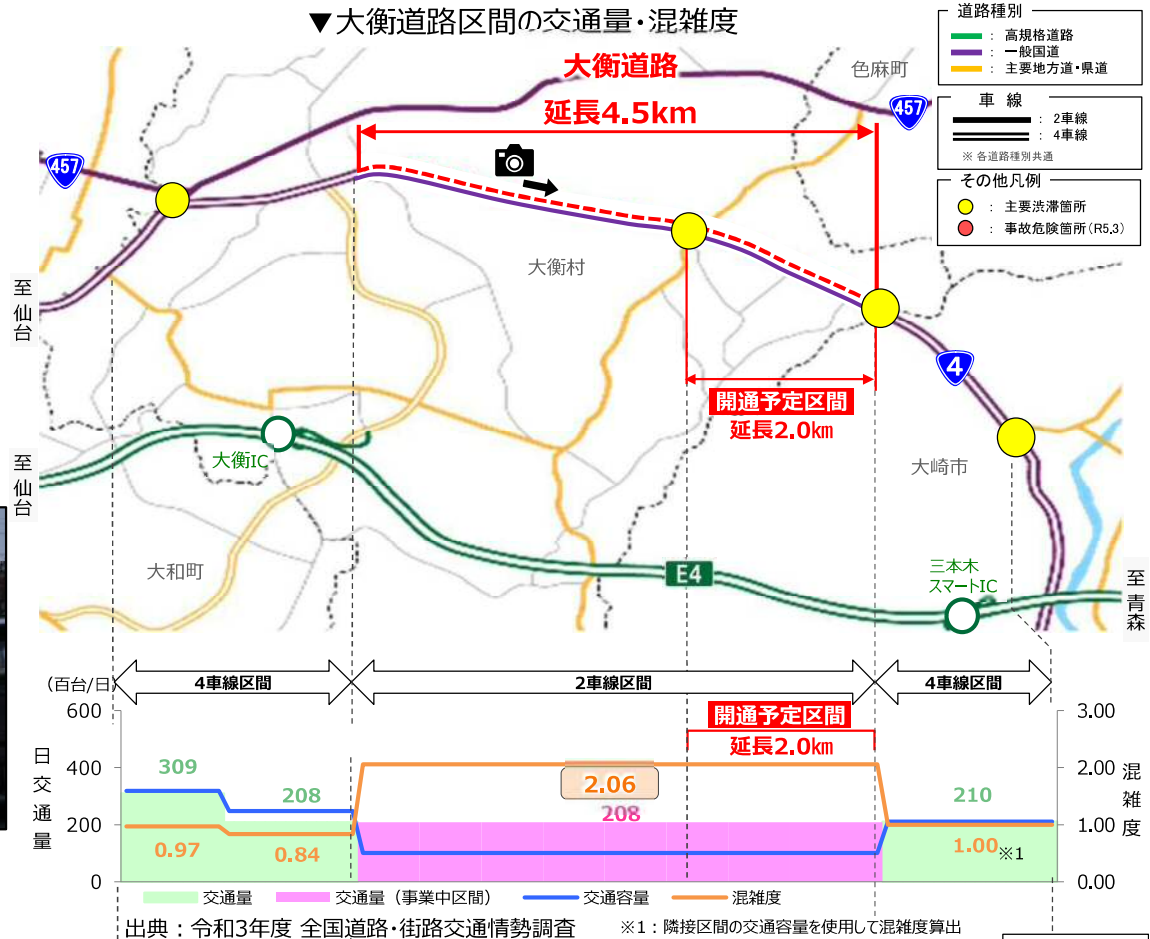 ▼大衡道路区間の交通量・混雑度
道路種別
： 高規格道路
： 一般国道
： 主要地方道・県道
車 線
： 2車線
： 4車線
※ 各道路種別共通
その他凡例
： 主要渋滞箇所
： 事故危険箇所(R5.3)
大衡道路
延長4.5km
色麻町
457
457
大衡村
至仙台
4
開通予定区間
延長2.0km
大崎市
大衡IC
至仙台
大和町
E4
三本木
スマートIC
至青森
(百台/日)
4車線区間
2車線区間
4車線区間
600
400
200
0
日交通量
3.00
2.00
1.00
0.00
混雑度
開通予定区間
延長2.0km
309
208
2.06
208
210
0.97
0.84
1.00※1
交通量
交通量（事業中区間）
交通容量
混雑度
出典：令和3年度 全国道路・街路交通情勢調査
※1：隣接区間の交通容量を使用して混雑度算出